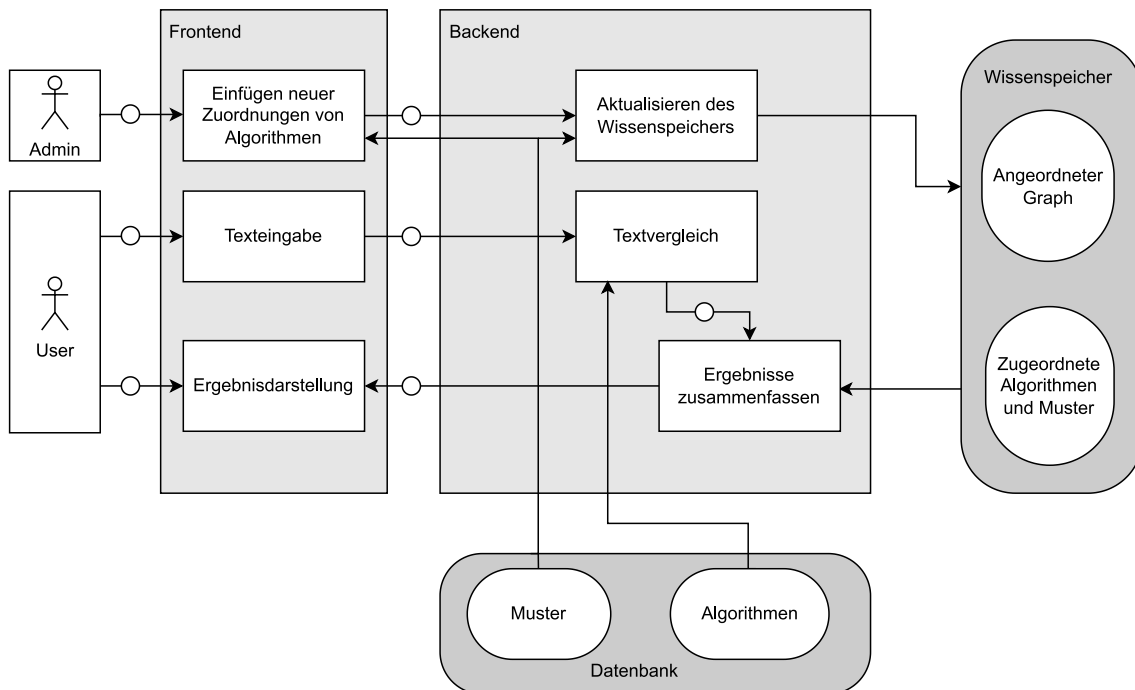 Frontend
Backend
Wissenspeicher
Admin
Einfügen neuer
Zuordnungen von
Algorithmen
Aktualisieren des
Wissenspeichers
Angeordneter
Graph
User
Texteingabe
Textvergleich
Ergebnisdarstellung
Ergebnisse
zusammenfassen
Zugeordnete
Algorithmen
und Muster
Muster
Algorithmen
Datenbank